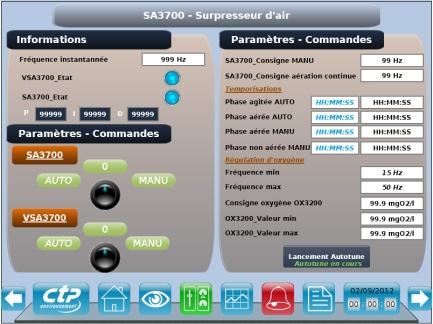 SA3700 - Surpresseur d'air
Informations
Fréquence instantannée 999 Hz
VSA3700_Etat
SA3700_Etat
P 99999 I 99999 D 99999
Paramètres - Commandes
SA3700
0
AUTO MANU
VSA3700
0
AUTO MANU
Paramètres - Commandes
SA3700_Consigne MANU 99 Hz
SA3700_Consigne aération continue 99 Hz
Temporisations
Phase agitée AUTO HH:MM:SS HH:MM:SS
Phase aérée AUTO HH:MM:SS HH:MM:SS
Phase aérée MANU HH:MM:SS HH:MM:SS
Phase non aérée MANU HH:MM:SS HH:MM:SS
Régulation d'oxygène
Fréquence min 15 Hz
Fréquence max 50 Hz
Consigne oxygène OX3200 99.9 mgO2/l
OX3200_Valeur min 99.9 mgO2/l
OX3200_Valeur max 99.9 mgO2/l
Lancement Autotune
Autotune en cours
ctp
environnement
02/09/2012
00 : 00 : 00